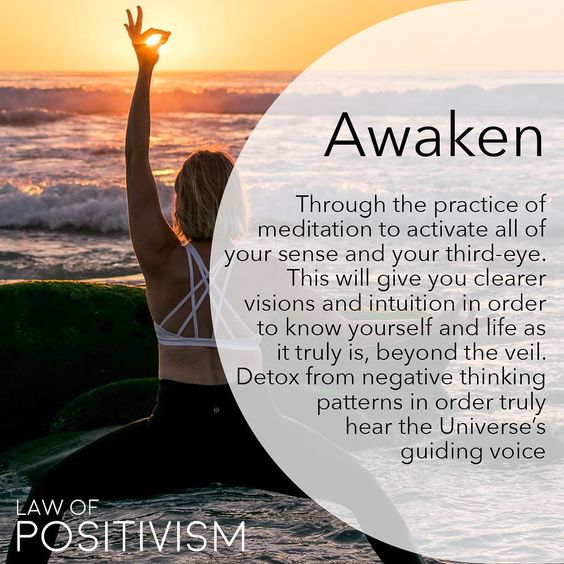 Awaken
Through the practice of
meditation to activate all of
your sense and your third-eye.
This will give you clearer
visions and intuition in order
to know yourself and life as
it truly is, beyond the veil.
Detox from negative thinking
patterns in order truly
hear the Universe's
guiding voice
LAW OF
POSITIVISM